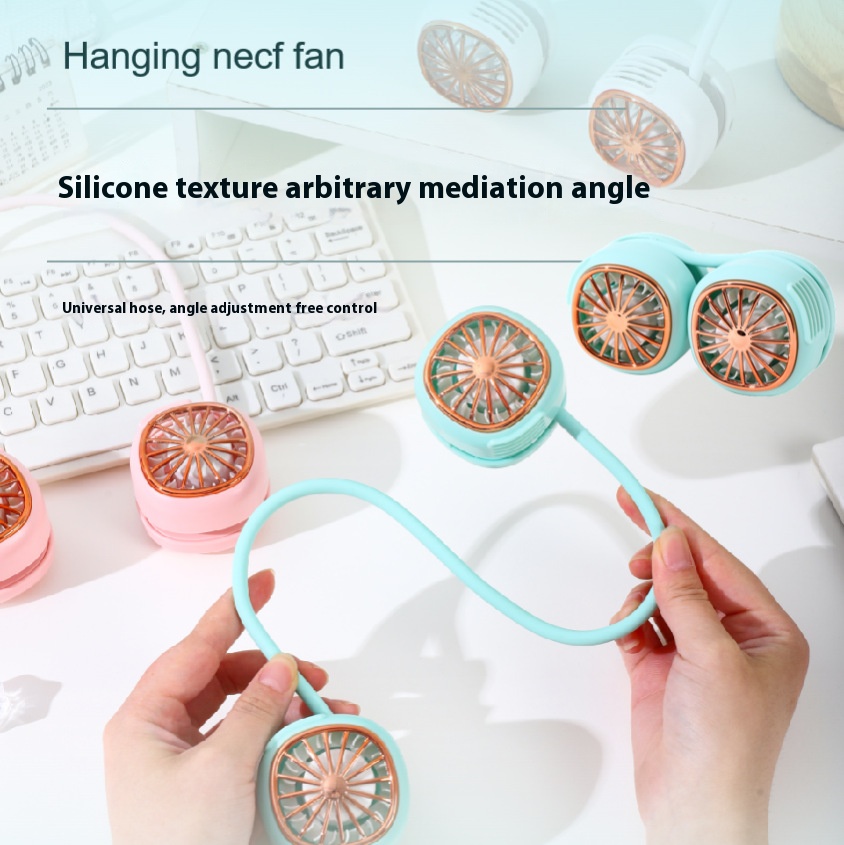 Hanging necf fan
Silicone texture arbitrary mediation angle
Universal hose, angle adjustment free control